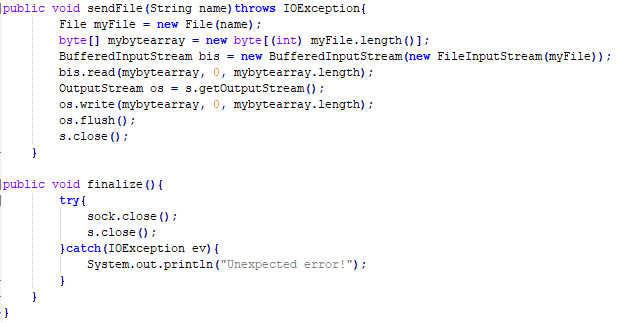 public void sendFile(String name)throws IOException{
File myFile = new File(name);
byte[] mybytearray = new byte[(int) myFile.length()];
BufferedInputStream bis = new BufferedInputStream(new FileInputStream(myFile));
bis.read(mybytearray, 0, mybytearray.length);
OutputStream os = s.getOutputStream();
os.write(mybytearray, 0, mybytearray.length);
os.flush();
s.close();
}
public void finalize(){
try{
sock.close();
s.close();
}catch(IOException ev){
System.out.println("Unexpected error!");
}
}
}